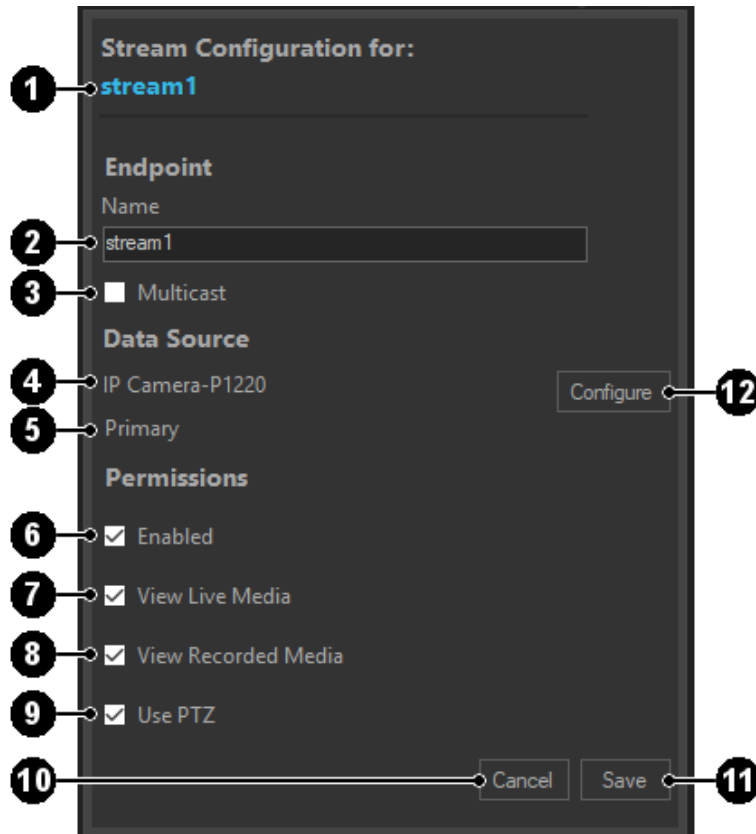 Stream Configuration for:
1 stream1
Endpoint
Name
2 stream1
3 Multicast
Data Source
4 IP Camera-P1220
Configure 12
5 Primary
Permissions
6 Enabled
7 View Live Media
8 View Recorded Media
9 Use PTZ
10 Cancel Save 11